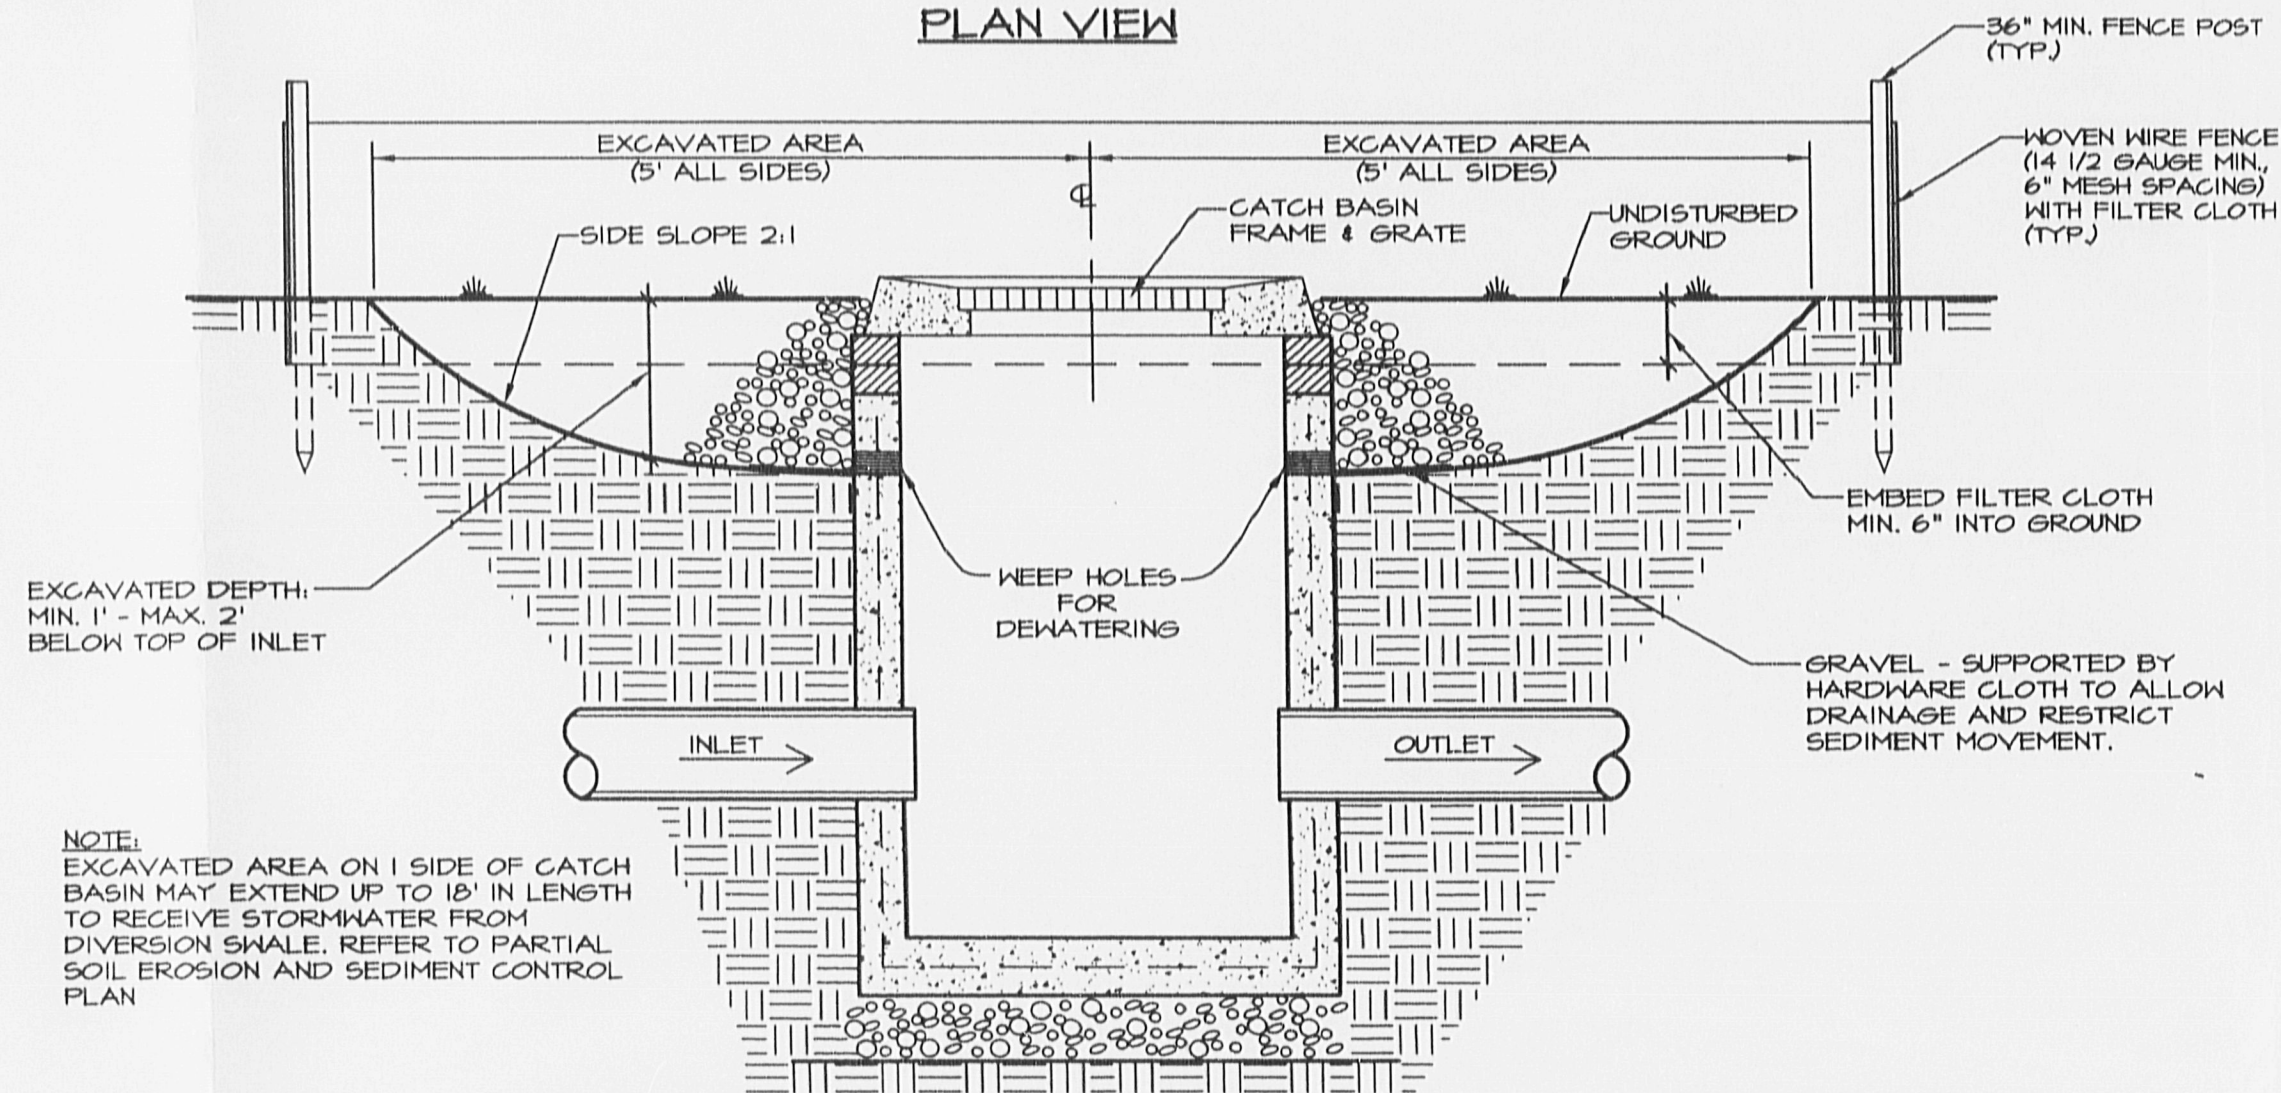 PLAN VIEW
36" MIN. FENCE POST
(TYP.)
EXCAVATED AREA
(5' ALL SIDES)
EXCAVATED AREA
(5' ALL SIDES)
WOVEN WIRE FENCE
(14 1/2 GAUGE MIN.,
6" MESH SPACING)
WITH FILTER CLOTH
(TYP.)
℄
CATCH BASIN
FRAME & GRATE
UNDISTURBED
GROUND
SIDE SLOPE 2:1
EMBED FILTER CLOTH
MIN. 6" INTO GROUND
EXCAVATED DEPTH:
MIN. 1' - MAX. 2'
BELOW TOP OF INLET
WEEP HOLES
FOR
DEWATERING
GRAVEL - SUPPORTED BY
HARDWARE CLOTH TO ALLOW
DRAINAGE AND RESTRICT
SEDIMENT MOVEMENT.
INLET
OUTLET
NOTE:
EXCAVATED AREA ON 1 SIDE OF CATCH
BASIN MAY EXTEND UP TO 18' IN LENGTH
TO RECEIVE STORMWATER FROM
DIVERSION SWALE. REFER TO PARTIAL
SOIL EROSION AND SEDIMENT CONTROL
PLAN